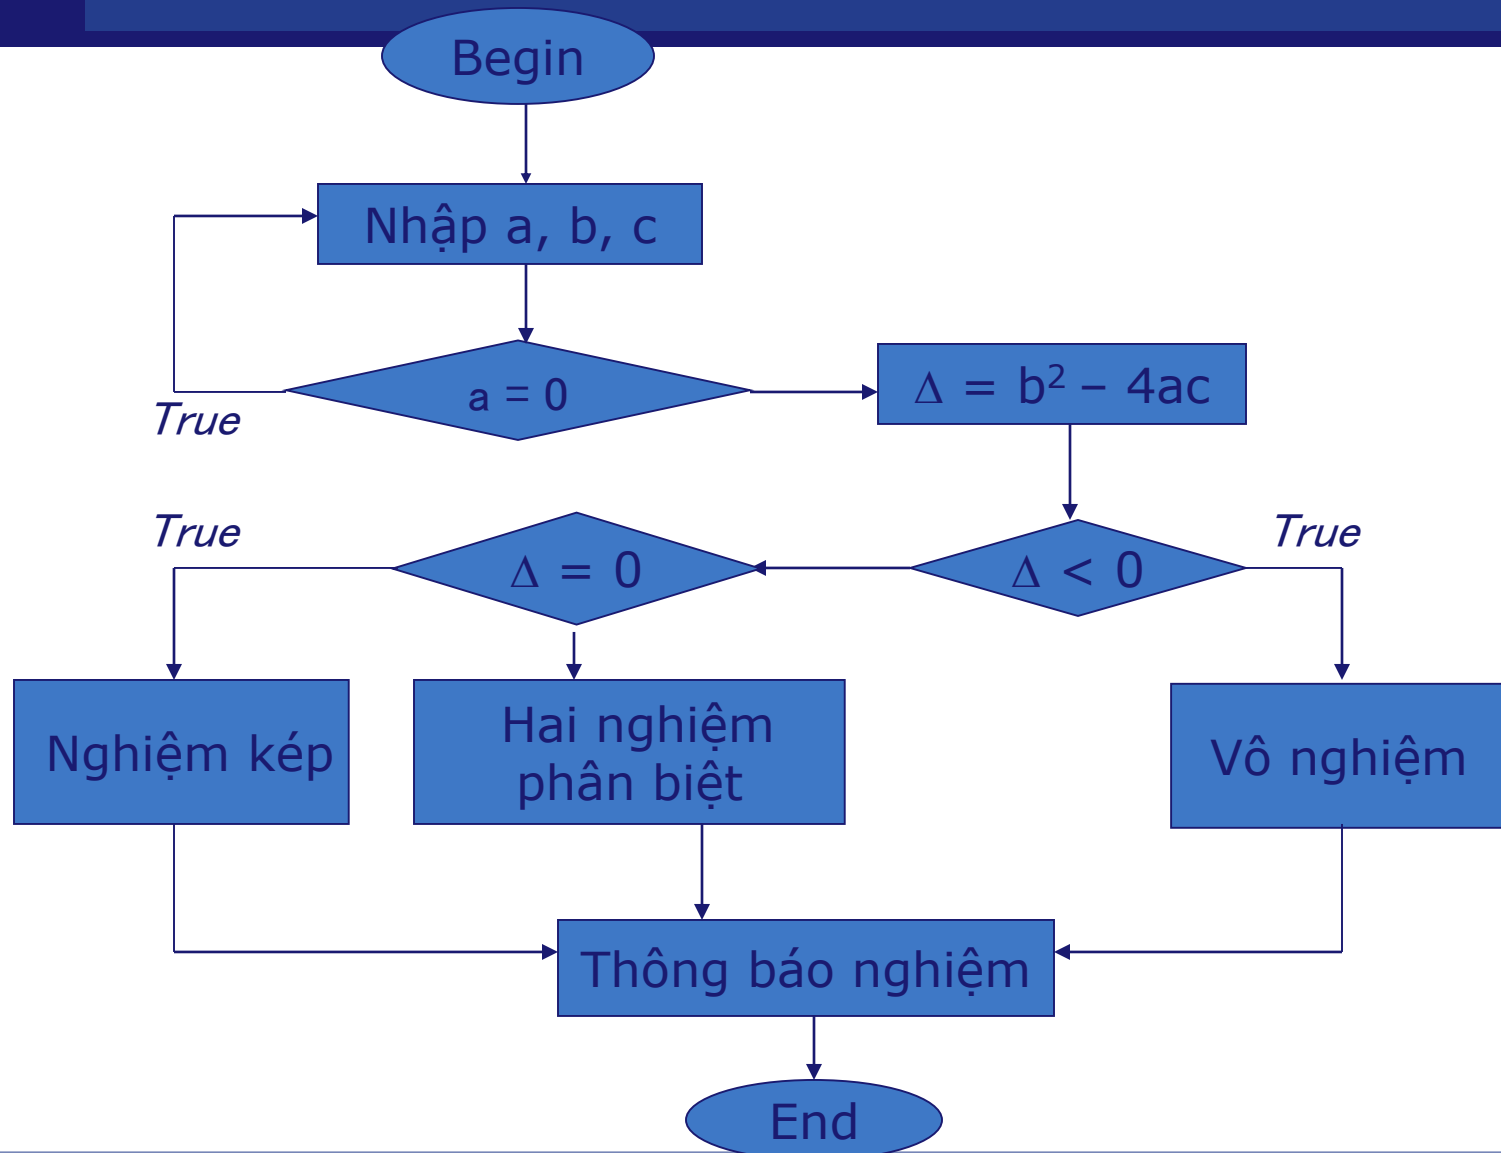 Begin
Nhập a, b, c
a = 0
True
Δ = b² – 4ac
True
Δ = 0
Δ < 0
True
Nghiệm kép
Hai nghiệm
phân biệt
Vô nghiệm
Thông báo nghiệm
End